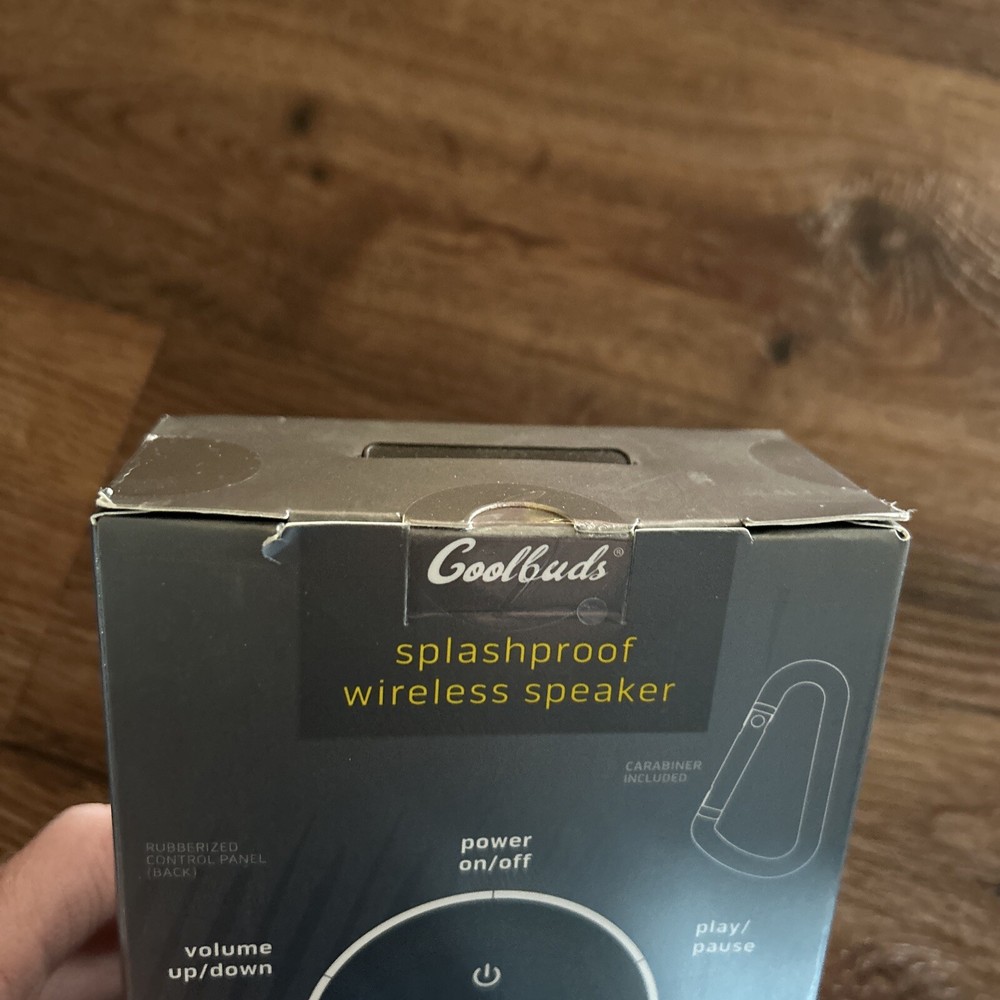 Coolbuds®
splashproof
wireless speaker
CARABINER
INCLUDED
power
on/off
RUBBERIZED
CONTROL PANEL
(BACK)
play/
pause
volume
up/down